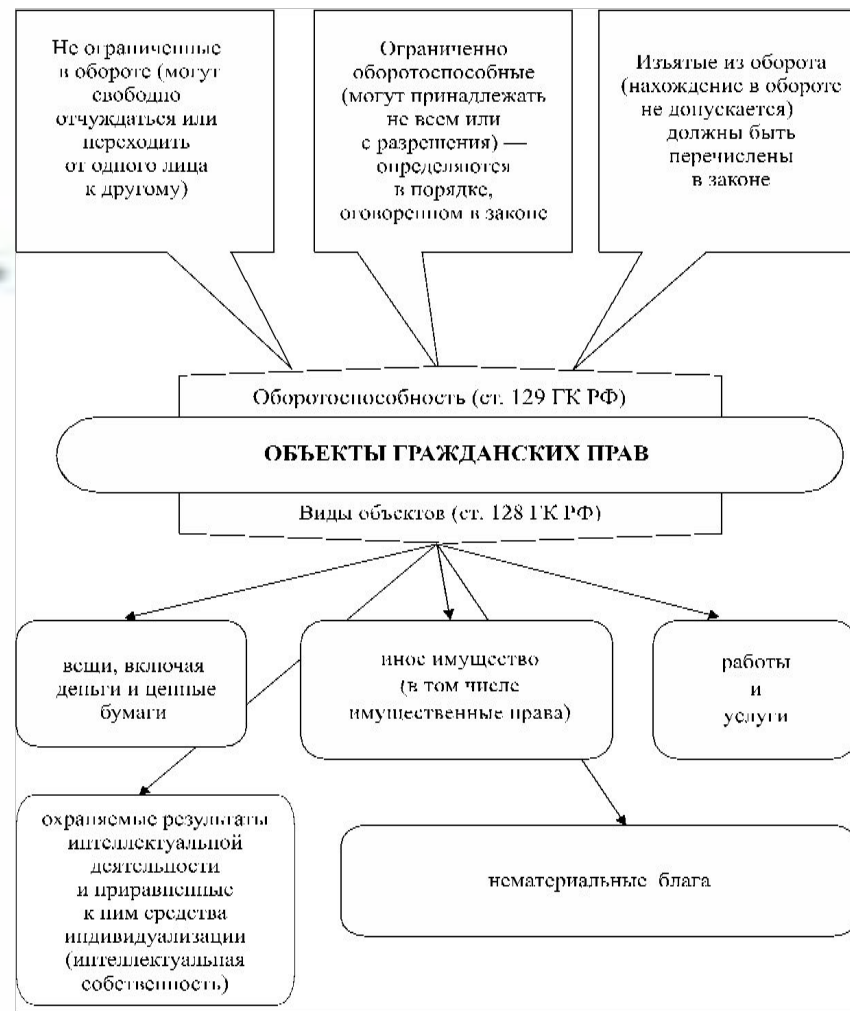 Не ограниченные
в обороте (могут
свободно
отчуждаться или
переходить
от одного лица
к другому)
Ограниченно
оборотоспособные
(могут принадлежать
не всем или
с разрешения) —
определяются
в порядке,
оговоренном в законе
Изъятые из оборота
(нахождение в обороте
не допускается)
должны быть
перечислены
в законе
Оборотоспособность (ст. 129 ГК РФ)
ОБЪЕКТЫ ГРАЖДАНСКИХ ПРАВ
Виды объектов (ст. 128 ГК РФ)
вещи, включая
деньги и ценные
бумаги
иное имущество
(в том числе
имущественные права)
работы
и
услуги
охраняемые результаты
интеллектуальной
деятельности
и приравненные
к ним средства
индивидуализации
(интеллектуальная
собственность)
нематериальные блага